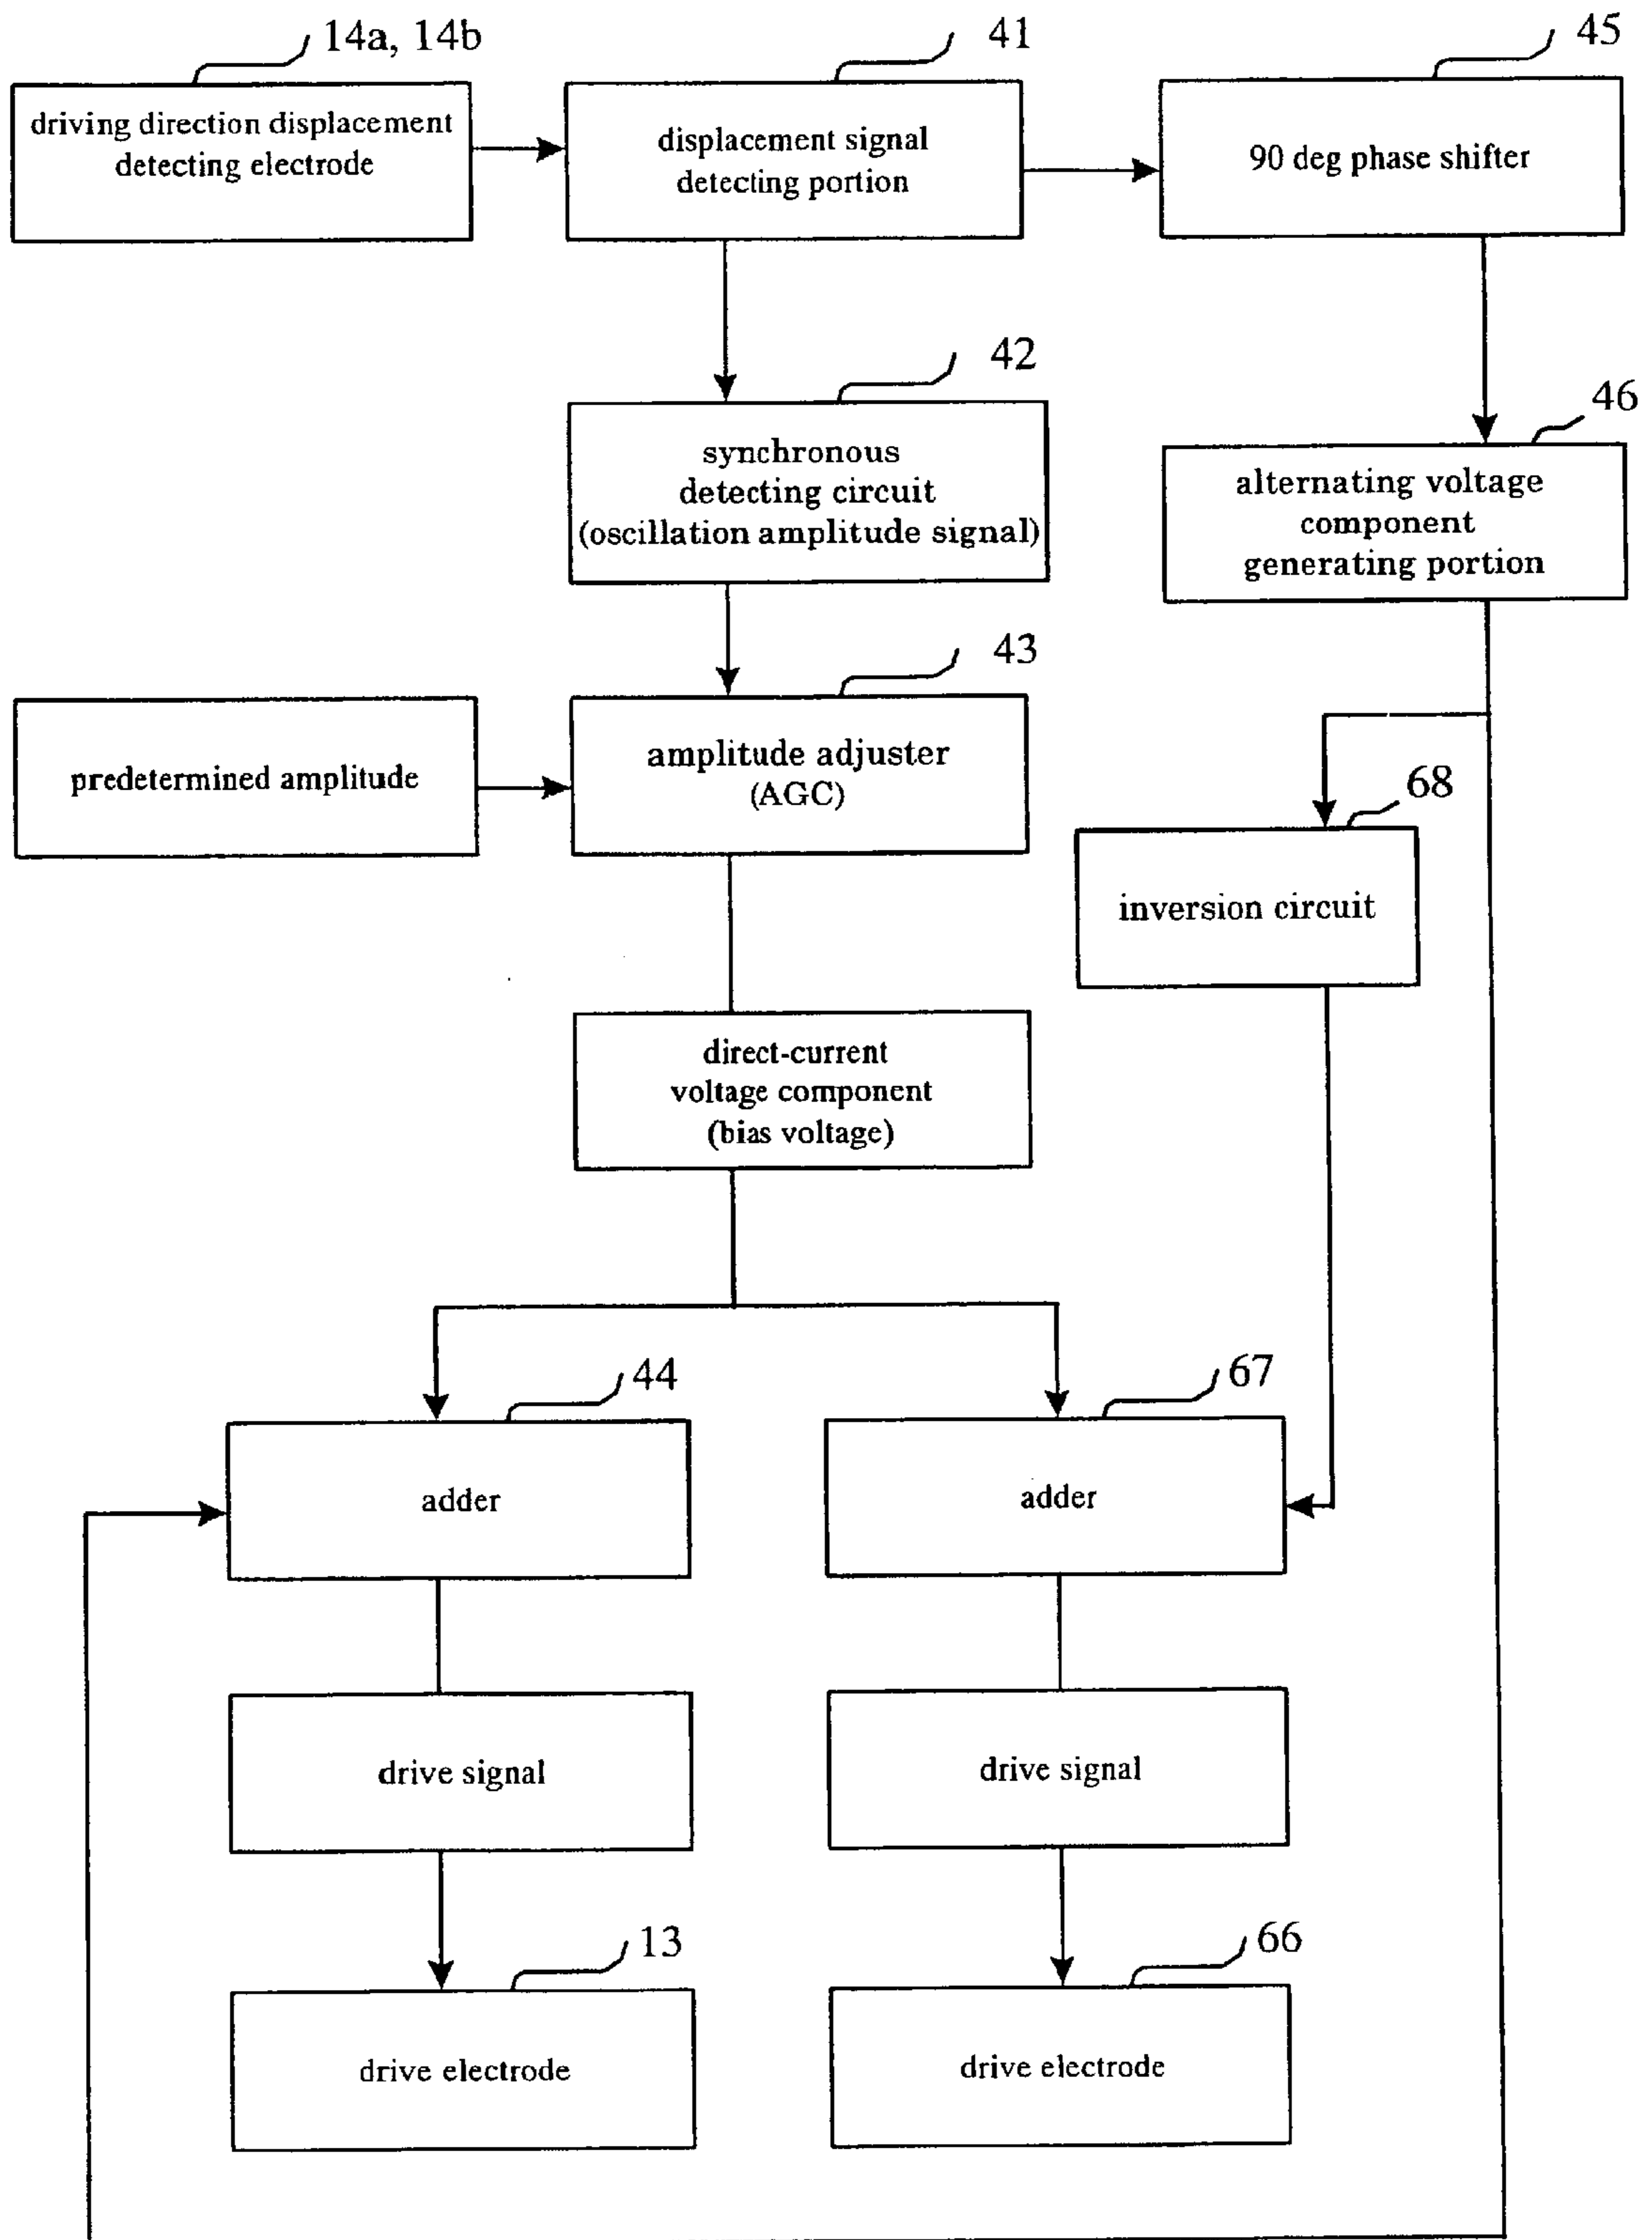 14a, 14b
driving direction displacement
detecting electrode
41
displacement signal
detecting portion
45
90 deg phase shifter
42
synchronous
detecting circuit
(oscillation amplitude signal)
46
alternating voltage
component
generating portion
predetermined amplitude
43
amplitude adjuster
(AGC)
68
inversion circuit
direct-current
voltage component
(bias voltage)
44
adder
67
adder
drive signal
drive signal
13
drive electrode
66
drive electrode